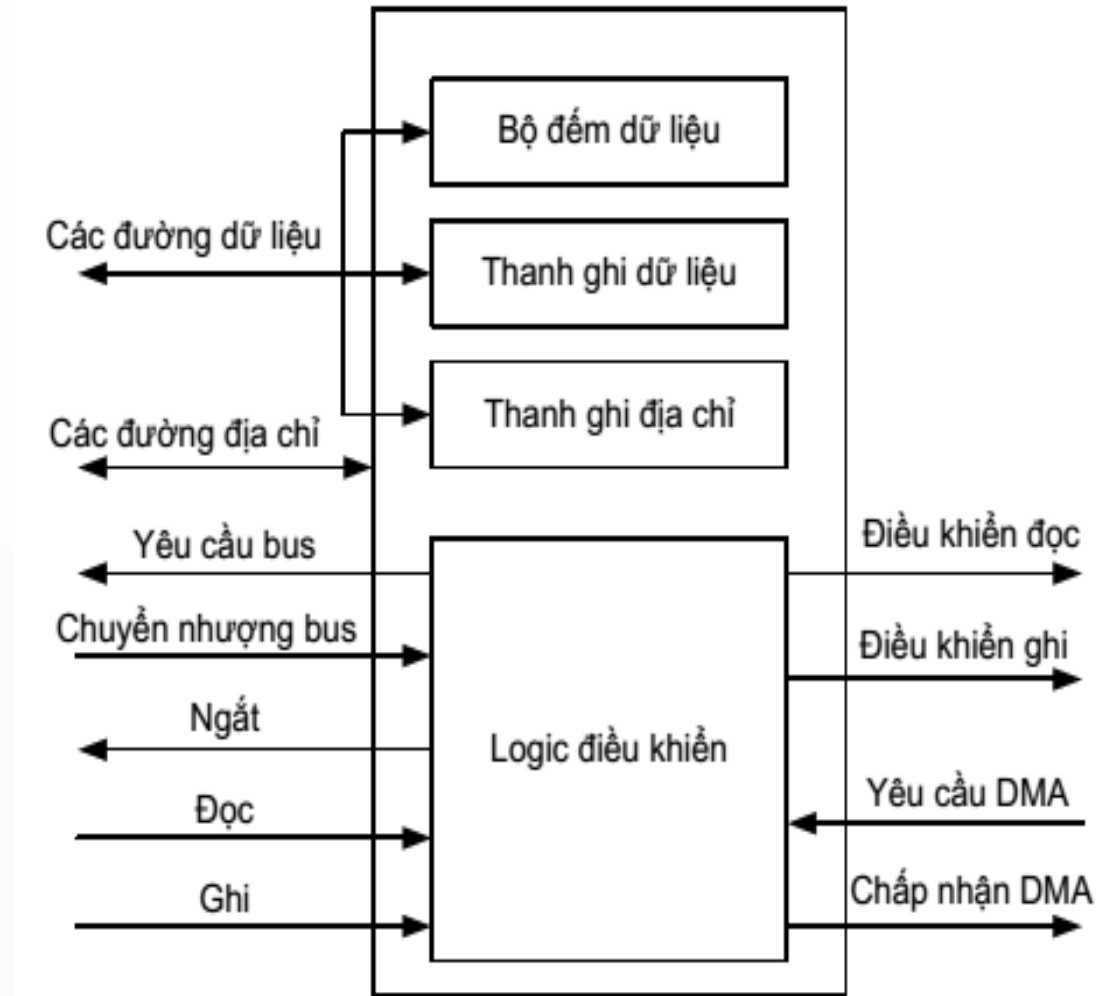 Bộ đếm dữ liệu
Các đường dữ liệu
Thanh ghi dữ liệu
Thanh ghi địa chỉ
Các đường địa chỉ
Yêu cầu bus
Điều khiển đọc
Chuyển nhượng bus
Điều khiển ghi
Ngắt
Logic điều khiển
Đọc
Yêu cầu DMA
Ghi
Chấp nhận DMA